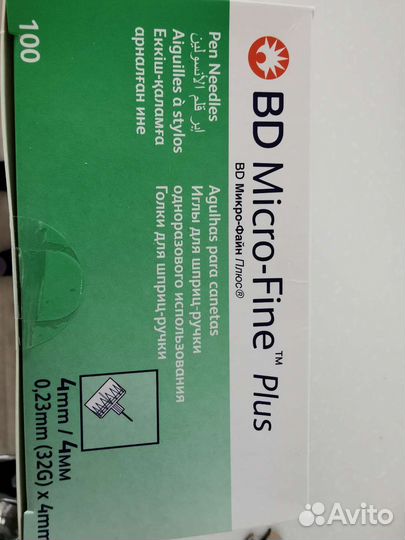 BD Micro-Fine™ Plus
BD Микро-Файн Плюс®
Pen Needles
إبر قلم الأنسولين
Aiguilles à stylos
Еккіш-қаламға
арналған ине
Agulhas para canetas
Иглы для шприц-ручки
одноразового использования
Голки для шприц-ручки
100
4mm / 4мм
0,23mm (32G) x 4mm
Avito